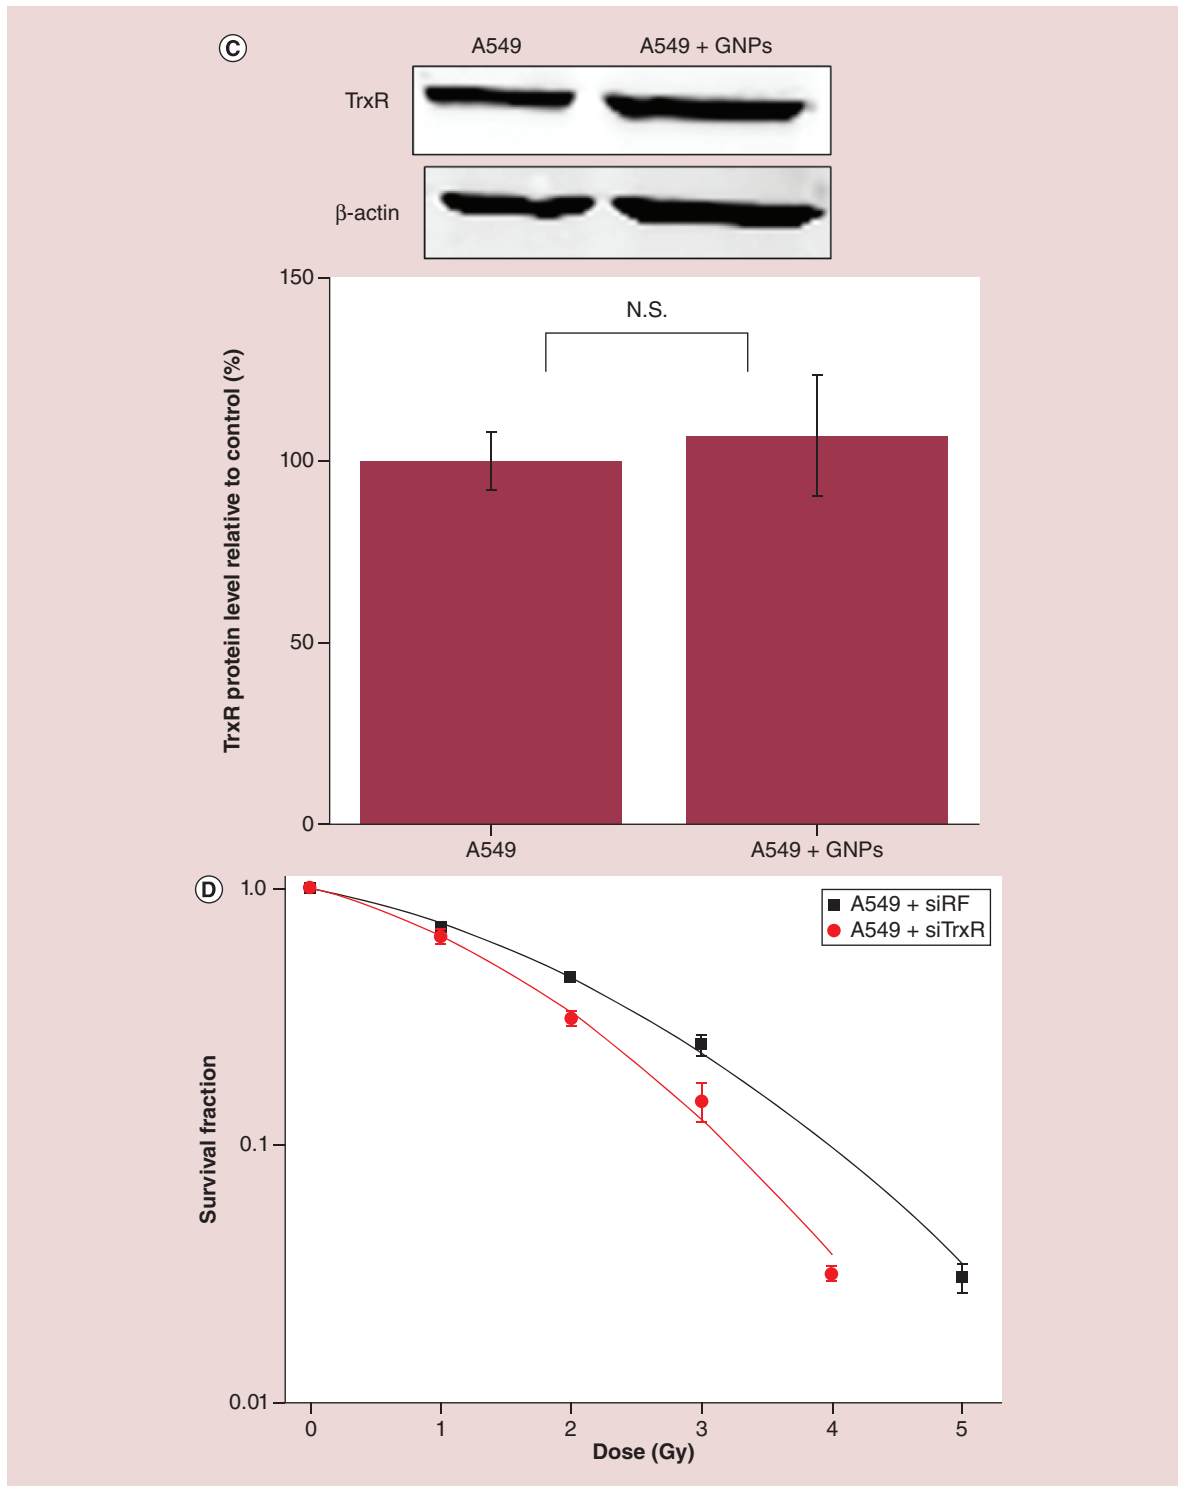 C
A549 A549 + GNPs
TrxR
β-actin
150
N.S.
100
50
0
TrxR protein level relative to control (%)
A549 A549 + GNPs
D
1.0
A549 + siRF
A549 + siTrxR
0.1
0.01
Survival fraction
0 1 2 3 4 5
Dose (Gy)